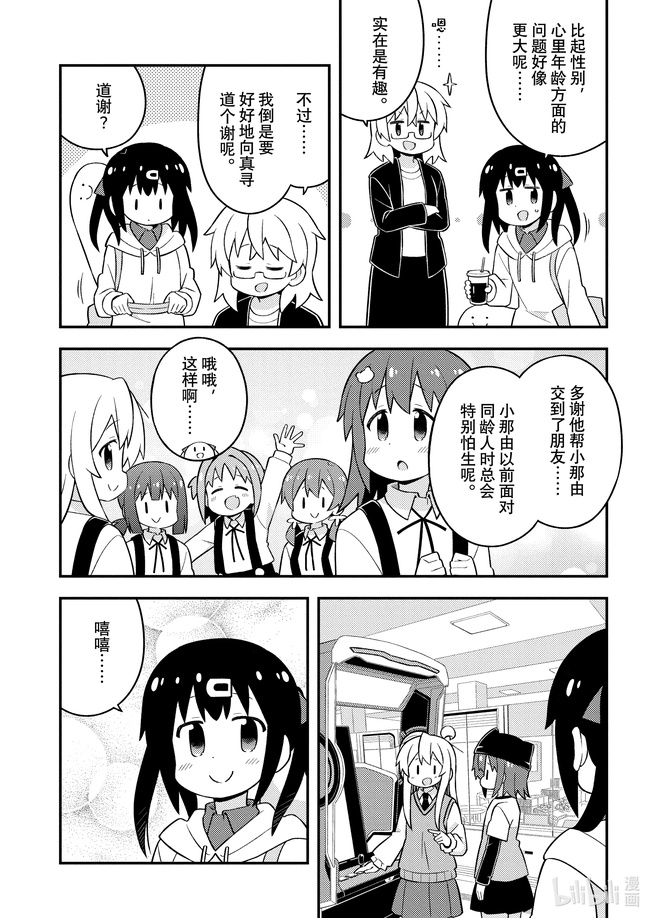 比起性别，
心里年龄方面的
问题好像
更大呢……
嗯……
实在是有趣。
不过……
我倒是要
好好地向真寻
道个谢呢。
道谢？
多谢他帮小那由
交到了朋友……
小那由以前面对
同龄人时总会
特别怕生呢。
哦哦，
这样啊……
嘻嘻……
bilibili漫画